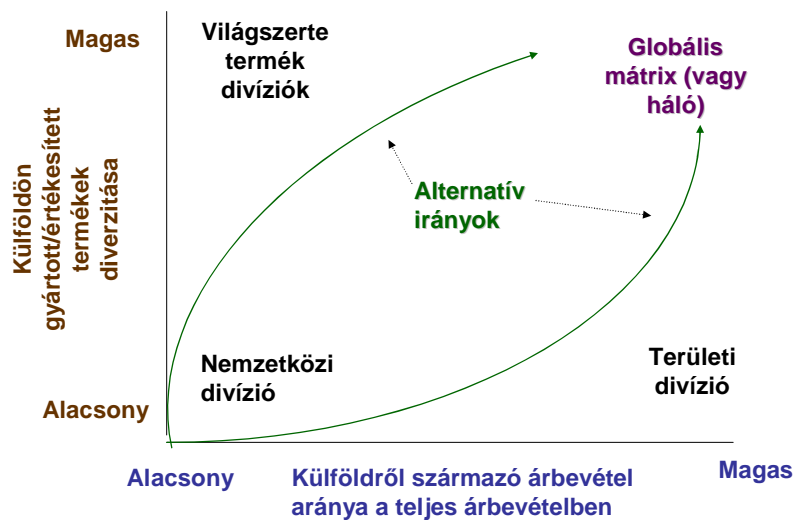 Magas
Világszerte
termék
divíziók
Globális
mátrix (vagy
háló)
Külföldön
gyártott/értékesített
termékek
diverzitása
Alternatív
irányok
Nemzetközi
divízió
Területi
divízió
Alacsony
Alacsony
Külföldről származó árbevétel
aránya a teljes árbevételben
Magas